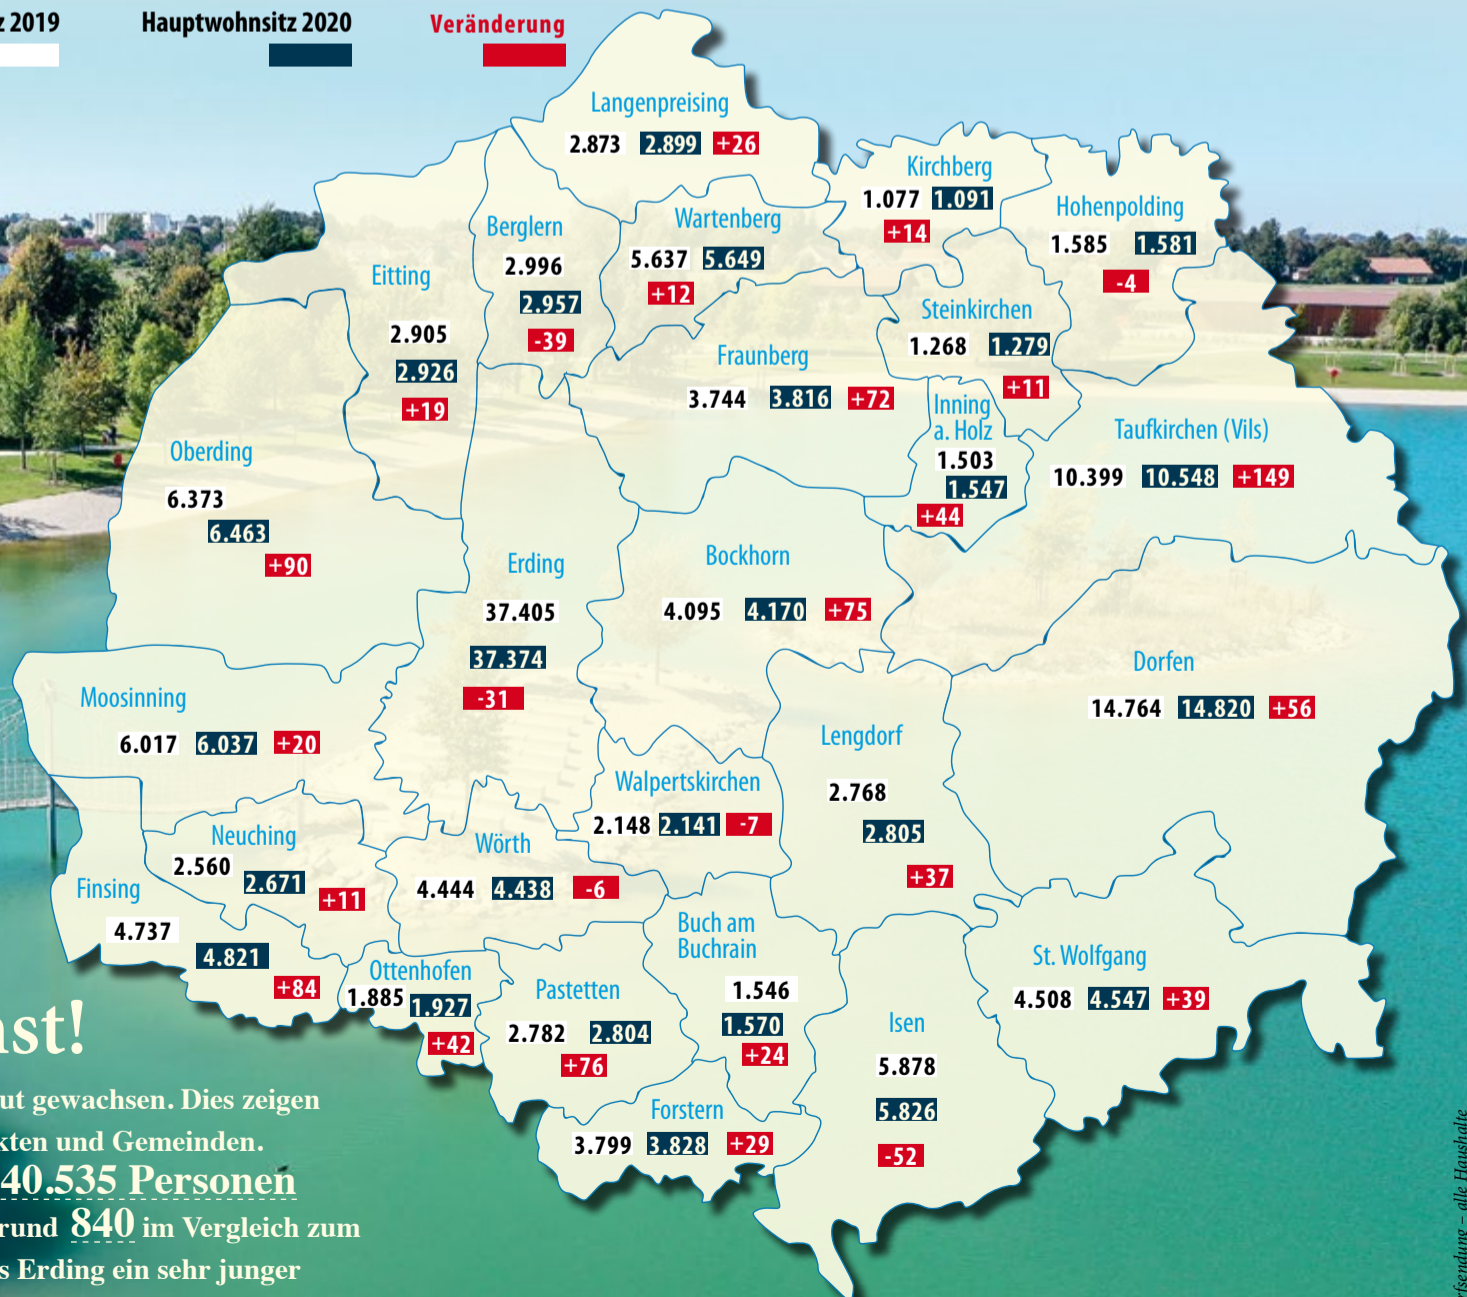 z 2019 Hauptwohnsitz 2020 Veränderung
Langenpreising
2.873 2.899 +26
Kirchberg
1.077 1.091
+14
Hohenpolding
1.585 1.581
-4
Wartenberg
5.637 5.649
+12
Berglern
2.996
2.957
-39
Eitting
2.905
2.926
+19
Steinkirchen
1.268 1.279
+11
Fraunberg
3.744 3.816 +72
Inning
a. Holz
1.503
1.547
+44
Taufkirchen (Vils)
10.399 10.548 +149
Oberding
6.373
6.463
+90
Erding
37.405
37.374
-31
Bockhorn
4.095 4.170 +75
Dorfen
14.764 14.820 +56
Moosinning
6.017 6.037 +20
Lengdorf
2.768
2.805
+37
Walpertskirchen
2.148 2.141 -7
Neuching
2.560
2.671
+11
Wörth
4.444 4.438 -6
Finsing
4.737
4.821
+84
Buch am
Buchrain
1.546
1.570
+24
Ottenhofen
1.885 1.927
+42
Pastetten
2.782 2.804
+76
St. Wolfgang
4.508 4.547 +39
Isen
5.878
5.826
-52
Forstern
3.799 3.828 +29
st!
ut gewachsen. Dies zeigen
kten und Gemeinden.
40.535 Personen
rund 840 im Vergleich zum
s Erding ein sehr junger
rfsendung – alle Haushalte